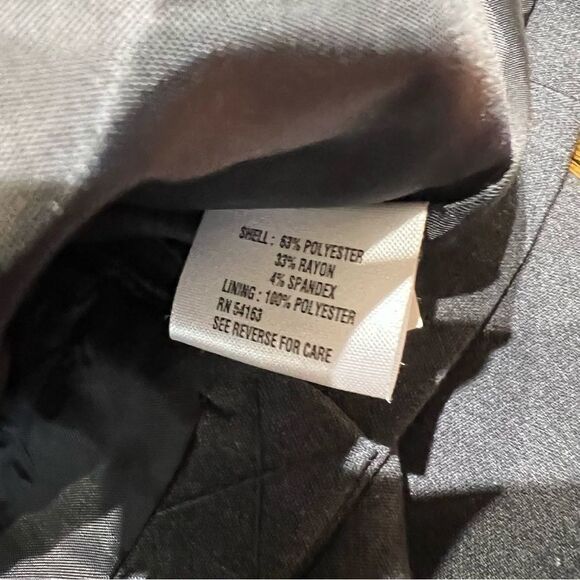 SHELL : 63% POLYESTER
33% RAYON
4% SPANDEX
LINING : 100% POLYESTER
RN 54163
SEE REVERSE FOR CARE